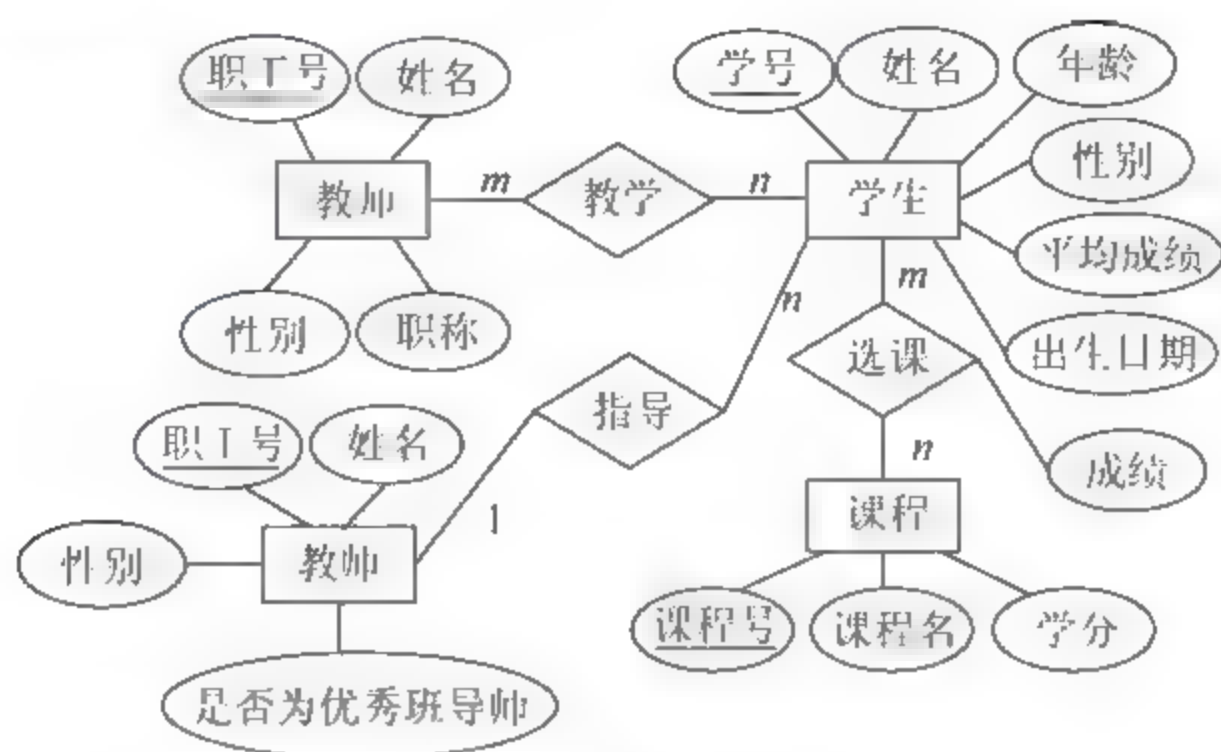 职工号 姓名 学号 姓名 年龄
性别
教师 m 教学 n 学生
平均成绩
m
n
性别 职称 选课 出生日期
指导
职工号 姓名
n 成绩
1
课程
性别 教师
课程号 课程名 学分
是否为优秀班导师